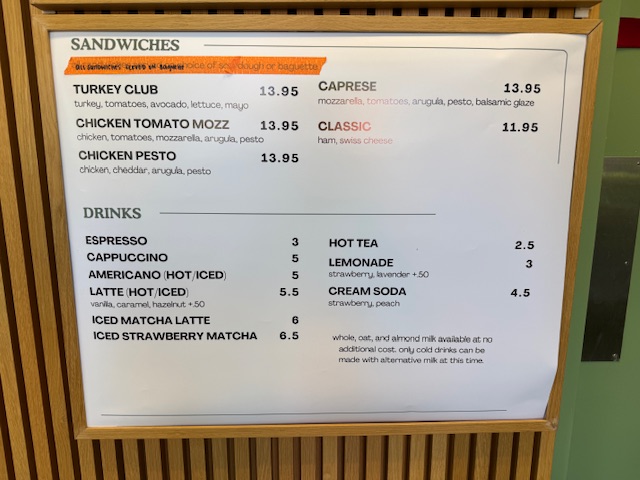 SANDWICHES
ALL SANDWICHES SERVED ON BAGUETTE
choice of sourdough or baguette
TURKEY CLUB 13.95
turkey, tomatoes, avocado, lettuce, mayo
CHICKEN TOMATO MOZZ 13.95
chicken, tomatoes, mozzarella, arugula, pesto
CHICKEN PESTO 13.95
chicken, cheddar, arugula, pesto
CAPRESE 13.95
mozzarella, tomatoes, arugula, pesto, balsamic glaze
CLASSIC 11.95
ham, swiss cheese
DRINKS
ESPRESSO 3
CAPPUCCINO 5
AMERICANO (HOT/ICED) 5
LATTE (HOT/ICED) 5.5
vanilla, caramel, hazelnut +.50
ICED MATCHA LATTE 6
ICED STRAWBERRY MATCHA 6.5
HOT TEA 2.5
LEMONADE 3
strawberry, lavender +.50
CREAM SODA 4.5
strawberry, peach
whole, oat, and almond milk available at no
additional cost. only cold drinks can be
made with alternative milk at this time.